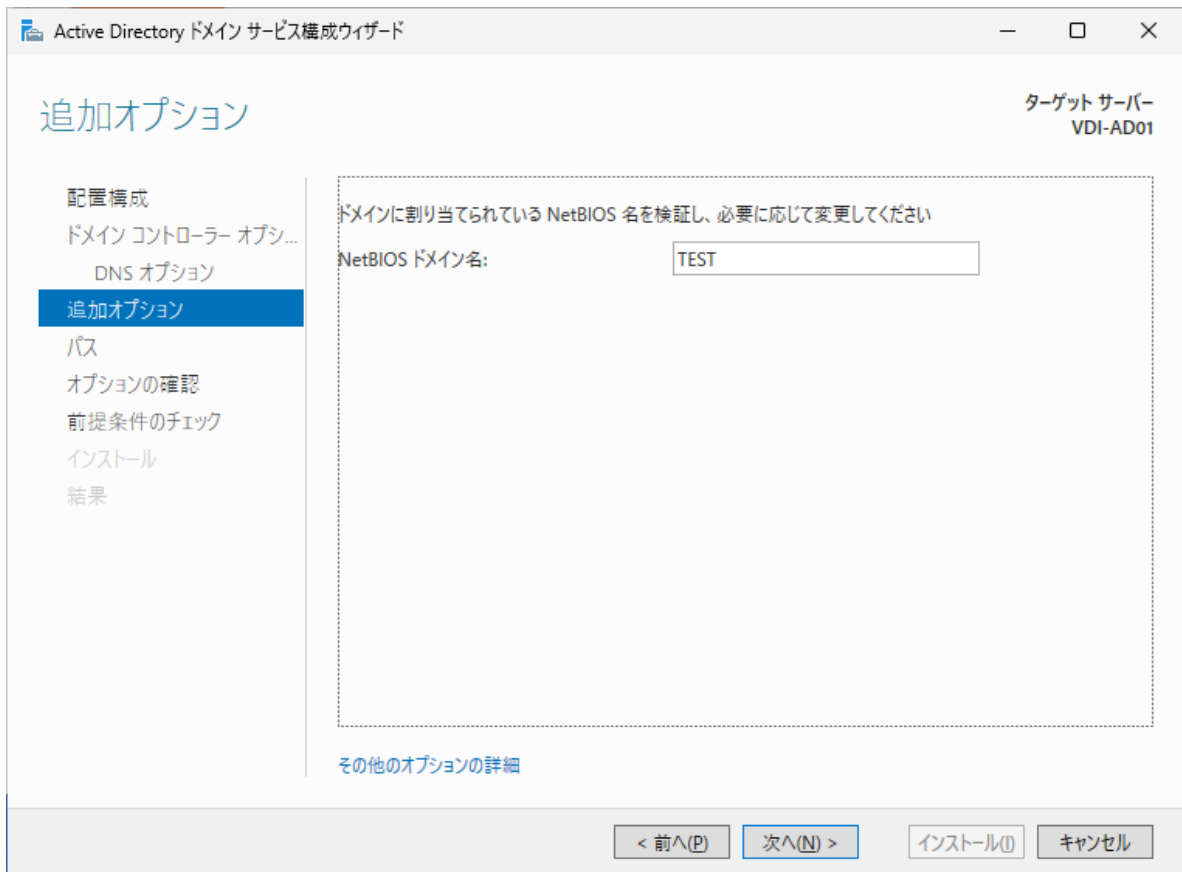 Active Directory ドメイン サービス構成ウィザード
追加オプション
ターゲット サーバー
VDI-AD01
配置構成
ドメイン コントローラー オプシ...
DNS オプション
追加オプション
パス
オプションの確認
前提条件のチェック
インストール
結果
ドメインに割り当てられている NetBIOS 名を検証し、必要に応じて変更してください
NetBIOS ドメイン名: TEST
その他のオプションの詳細
< 前へ(P) 次へ(N) > インストール(I) キャンセル